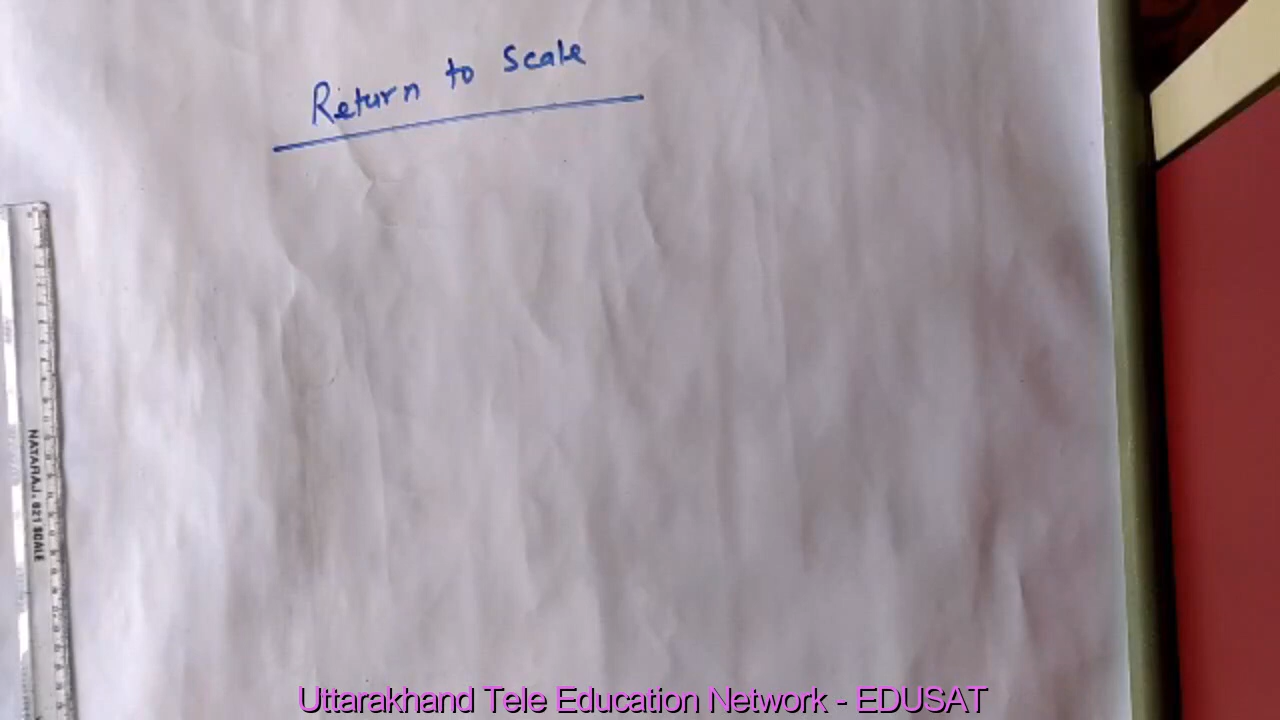 Return to Scale
NATARAJ. 621 SCALE
Uttarakhand Tele Education Network - EDUSAT